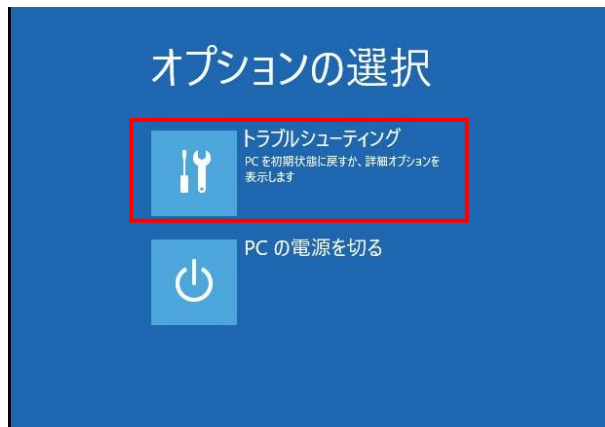 オプションの選択
トラブルシューティング
PC を初期状態に戻すか、詳細オプションを
表示します
PC の電源を切る